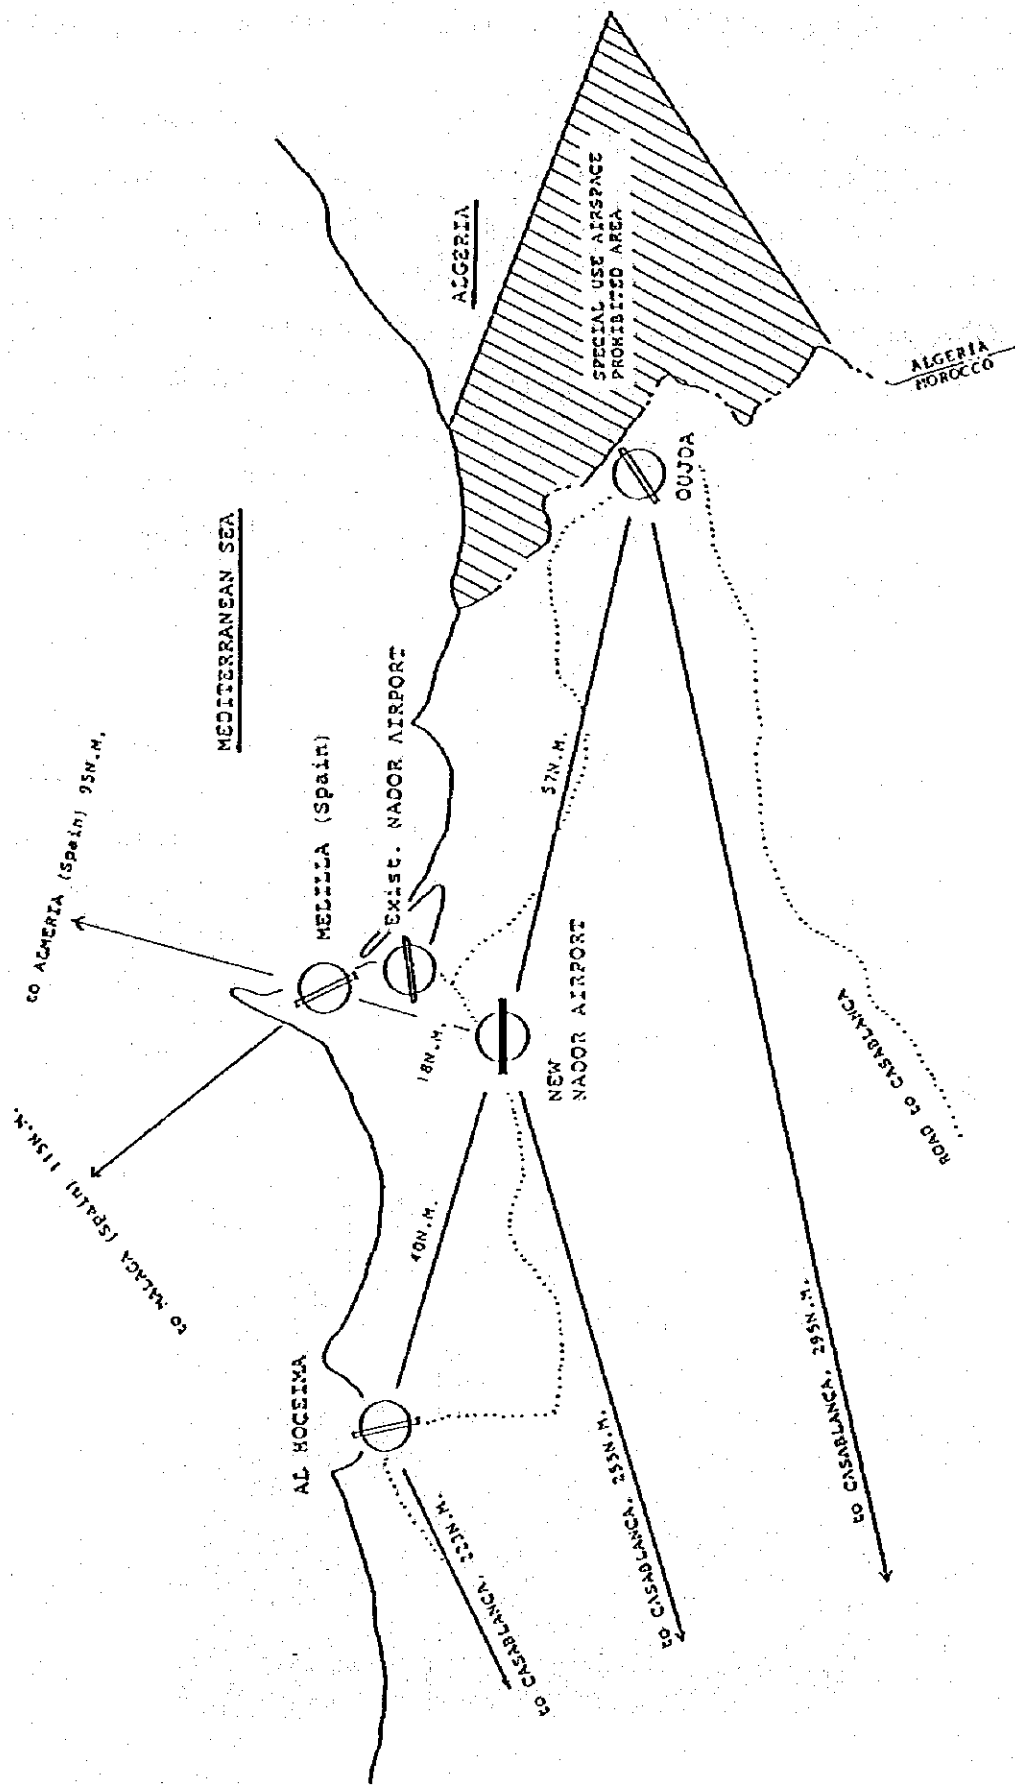 MEDITERRANEAN SEA
ALGERIA
to ALMERIA (Spain) 95N.M.
to MALAGA (Spain) 115N.M.
MELILLA (Spain)
Exist. NADOR AIRPORT
SPECIAL USE AIRSPACE
PROHIBITED AREA
AL HOCEIMA
18N.M.
NEW
NADOR AIRPORT
40N.M.
57N.M.
OUJDA
ALGERIA
MOROCCO
to CASABLANCA, 223N.M.
to CASABLANCA, 255N.M.
to CASABLANCA, 295N.M.
ROAD to CASABLANCA